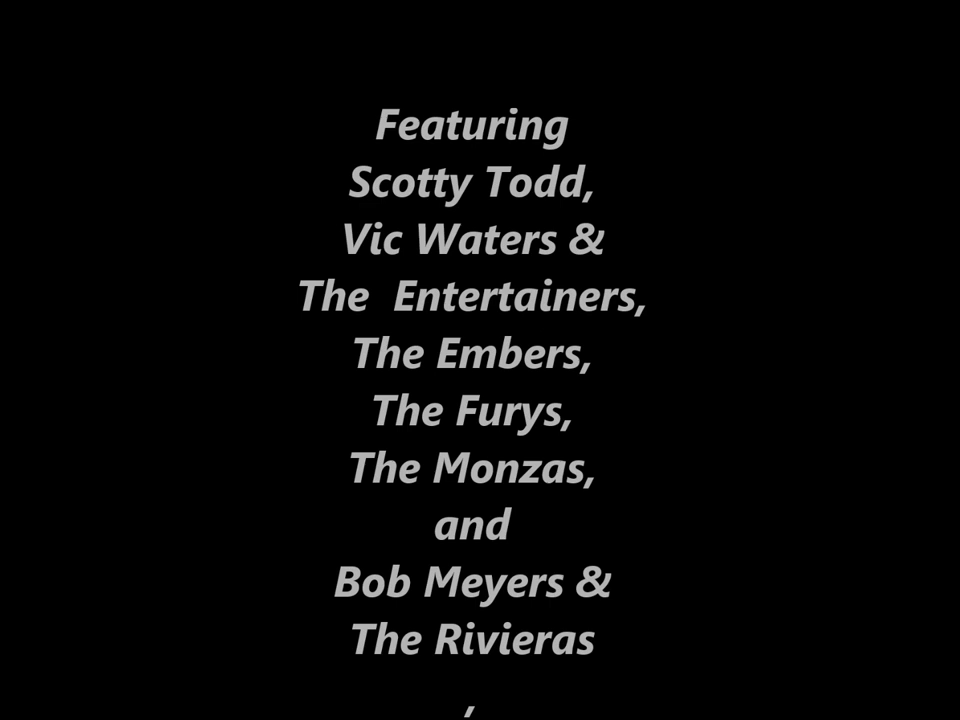 Featuring
Scotty Todd,
Vic Waters &
The  Entertainers,
The Embers,
The Furys,
The Monzas,
and
Bob Meyers &
The Rivieras
,